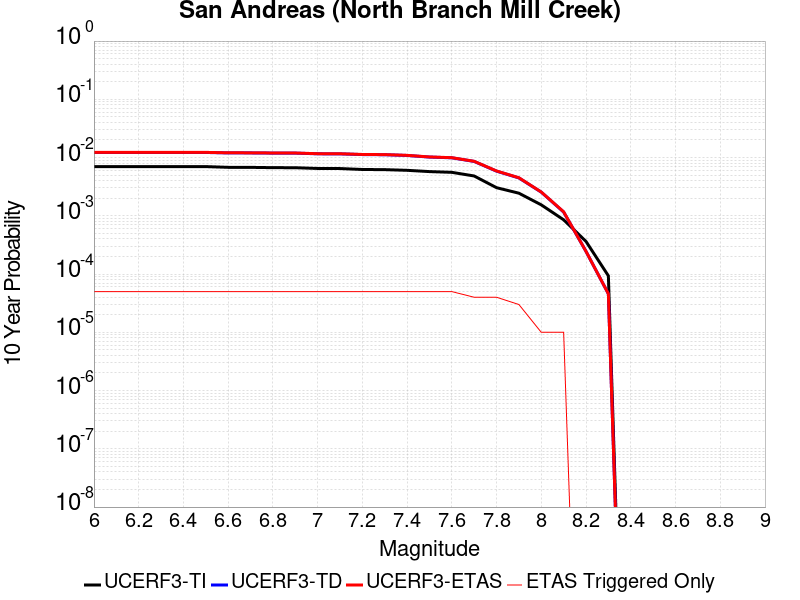 San Andreas (North Branch Mill Creek)
10 0
10 -1
10 -2
10 -3
10 -4
10 -5
10 -6
10 -7
10 -8
10 Year Probability
6 6.2 6.4 6.6 6.8 7 7.2 7.4 7.6 7.8 8 8.2 8.4 8.6 8.8 9
Magnitude
UCERF3-TI UCERF3-TD UCERF3-ETAS ETAS Triggered Only